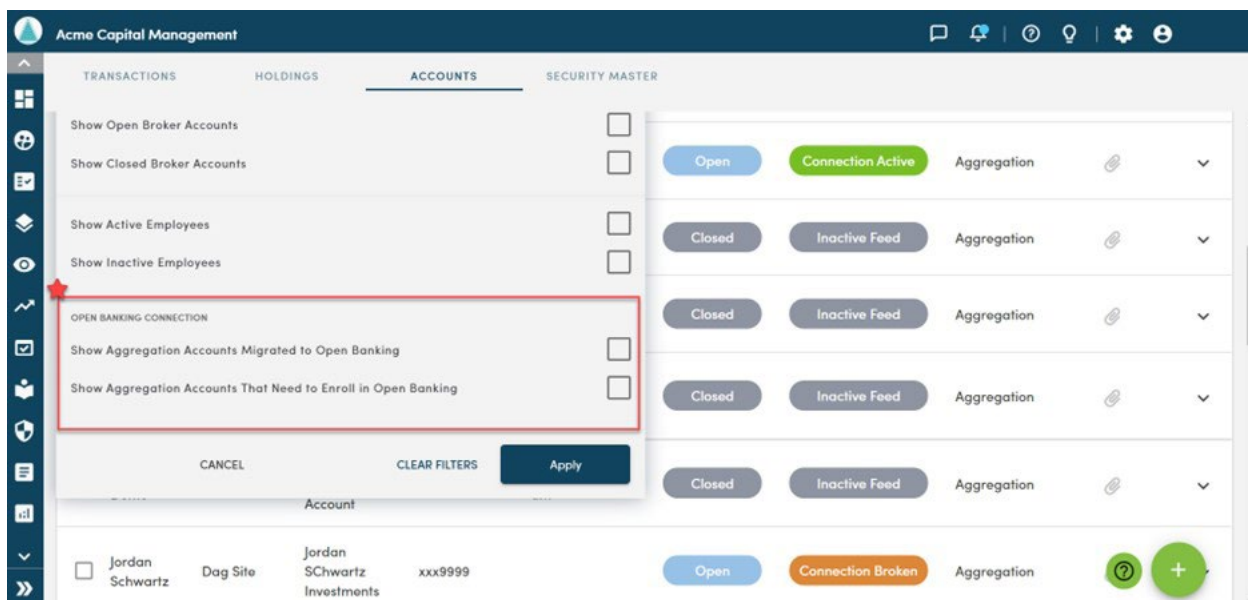 Acme Capital Management
TRANSACTIONS HOLDINGS ACCOUNTS SECURITY MASTER
Show Open Broker Accounts
Show Closed Broker Accounts
Show Active Employees
Show Inactive Employees
OPEN BANKING CONNECTION
Show Aggregation Accounts Migrated to Open Banking
Show Aggregation Accounts That Need to Enroll in Open Banking
CANCEL CLEAR FILTERS Apply
Open Connection Active Aggregation
Closed Inactive Feed Aggregation
Closed Inactive Feed Aggregation
Closed Inactive Feed Aggregation
Closed Inactive Feed Aggregation
Account
Jordan
Schwartz
Dag Site
Jordan
SChwartz
Investments
xxx9999
Open Connection Broken Aggregation